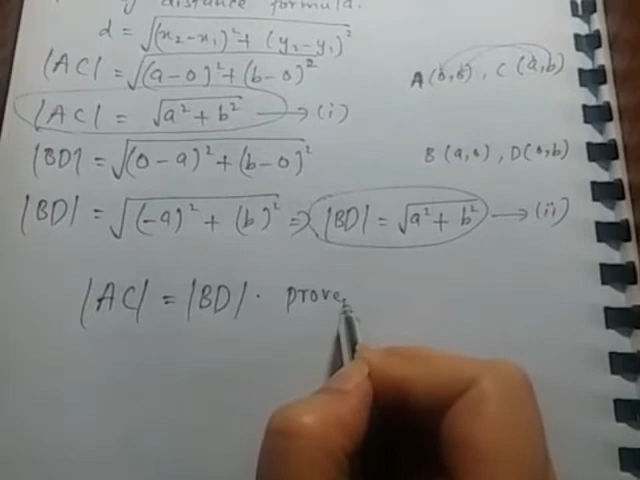 distance formula.
d = √(x₂-x₁)²+ (y₂-y₁)²
|AC| = √(a-0)²+(b-0)²
A(0,0), C(a,b)
|AC| = √a²+b² → (i)
|BD| = √(0-a)²+(b-0)²
B(a,0), D(0,b)
|BD| = √(-a)² + (b)² ⇒ |BD| = √a²+b² → (ii)
|AC| = |BD|. prove